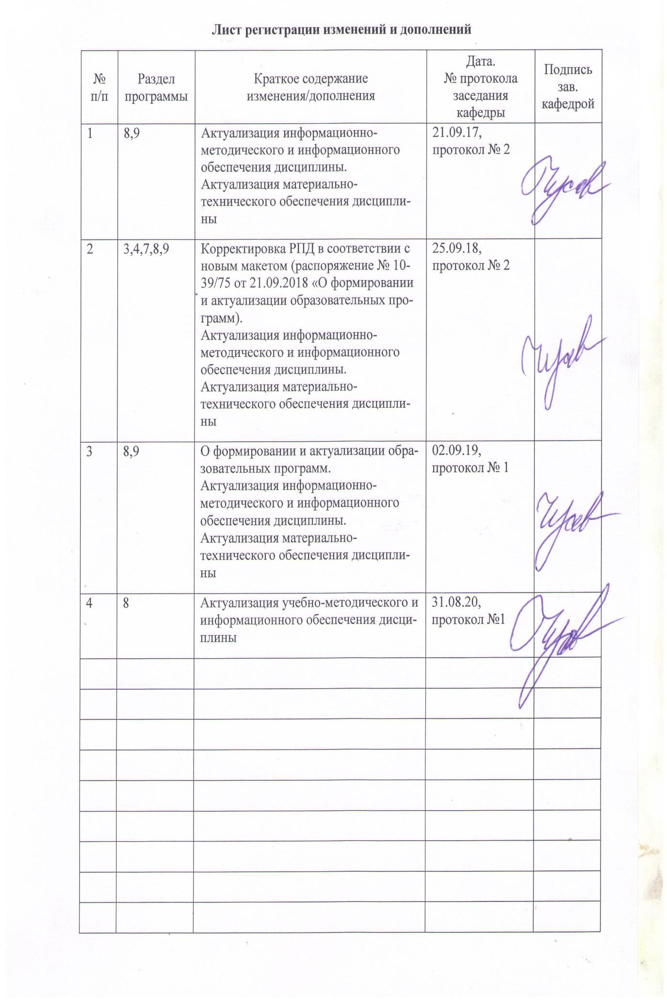 Лист регистрации изменений и дополнений
№
п/п
Раздел
программы
Краткое содержание
изменения/дополнения
Дата.
№ протокола
заседания
кафедры
Подпись
зав.
кафедрой
1
8,9
Актуализация информационно-
методического и информационного
обеспечения дисциплины.
Актуализация материально-
технического обеспечения дисципли-
ны
21.09.17,
протокол № 2
2
3,4,7,8,9
Корректировка РПД в соответствии с
новым макетом (распоряжение № 10-
39/75 от 21.09.2018 «О формировании
и актуализации образовательных про-
грамм).
Актуализация информационно-
методического и информационного
обеспечения дисциплины.
Актуализация материально-
технического обеспечения дисципли-
ны
25.09.18,
протокол № 2
3
8,9
О формировании и актуализации обра-
зовательных программ.
Актуализация информационно-
методического и информационного
обеспечения дисциплины.
Актуализация материально-
технического обеспечения дисципли-
ны
02.09.19,
протокол № 1
4
8
Актуализация учебно-методического и
информационного обеспечения дисци-
плины
31.08.20,
протокол №1